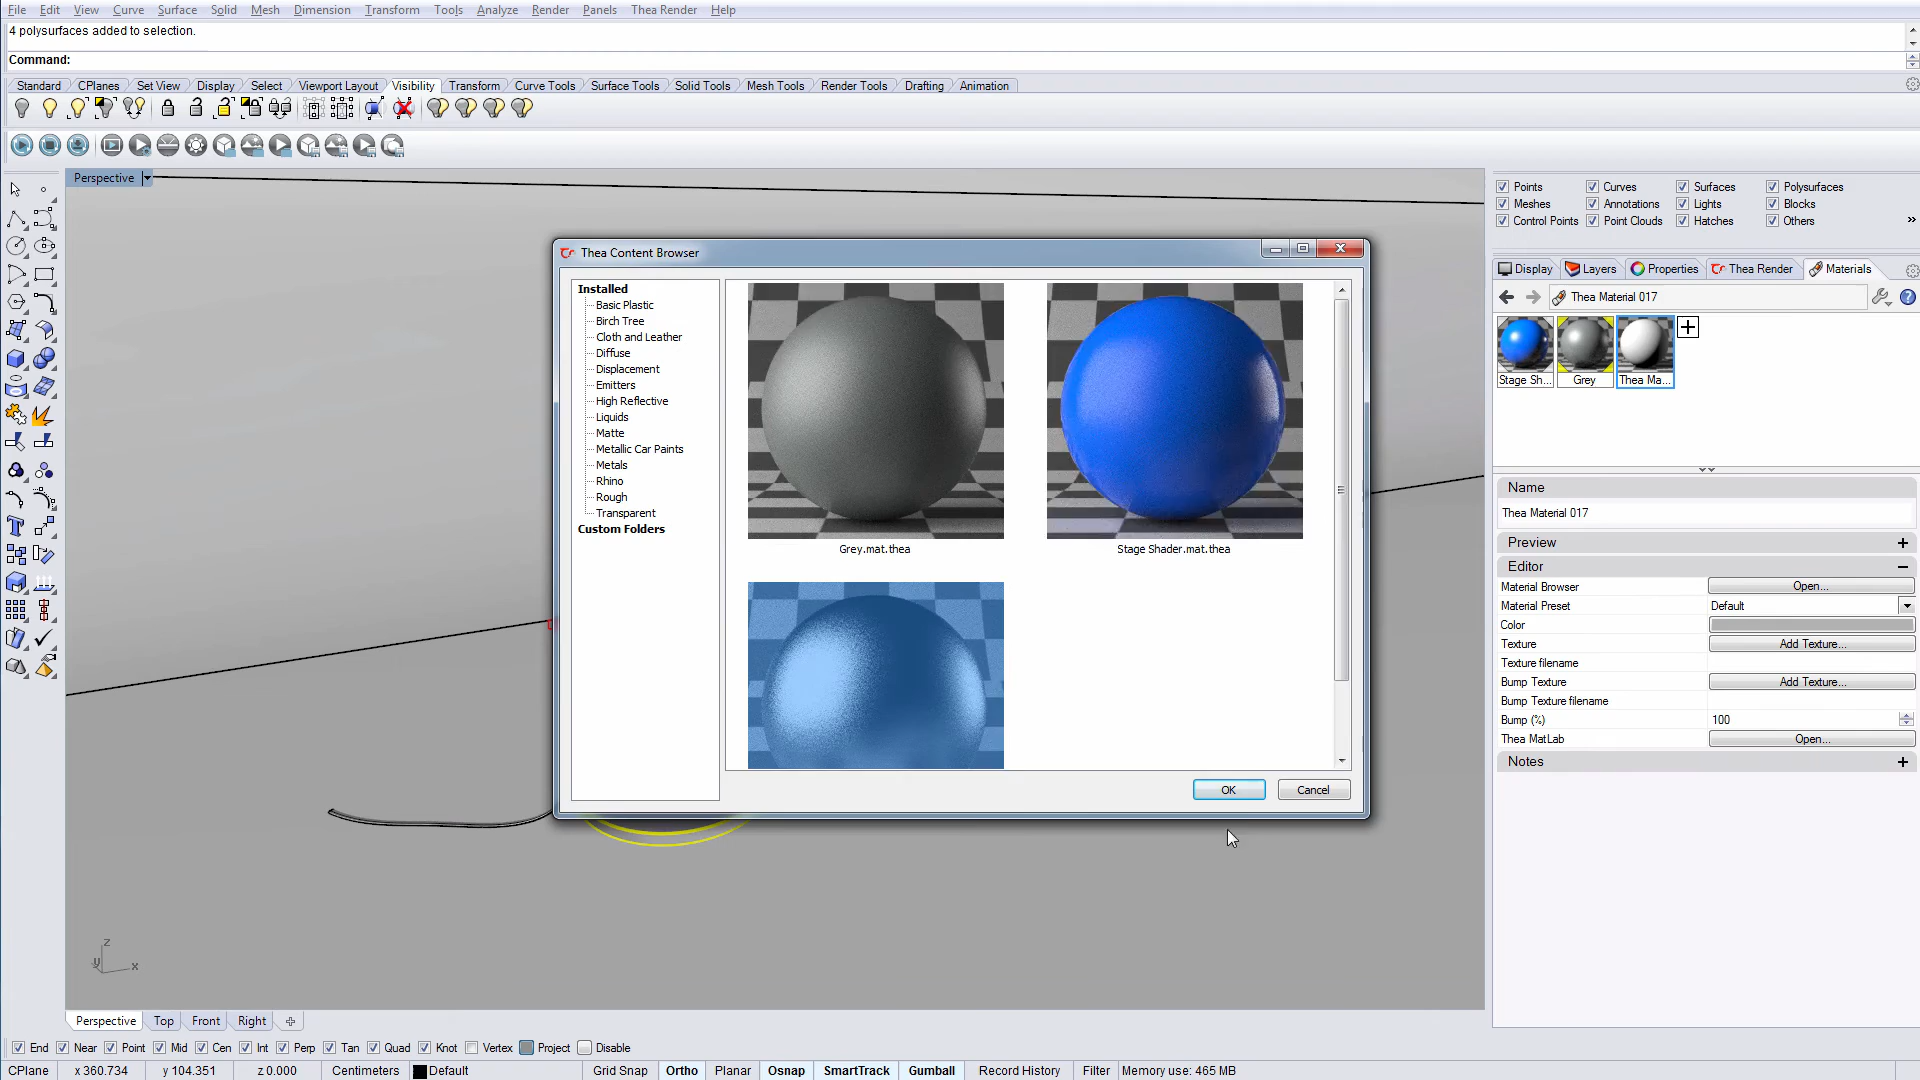 File Edit View Curve Surface Solid Mesh Dimension Transform Tools Analyze Render Panels Thea Render Help
4 polysurfaces added to selection.
Command:
Standard CPlanes Set View Display Select Viewport Layout Visibility Transform Curve Tools Surface Tools Solid Tools Mesh Tools Render Tools Drafting Animation
Perspective
Points Curves Surfaces Polysurfaces
Meshes Annotations Lights Blocks
Control Points Point Clouds Hatches Others
Display Layers Properties Thea Render Materials
Thea Material 017
Stage Sh... Grey Thea Ma...
Name
Thea Material 017
Preview
Editor
Material Browser Open...
Material Preset Default
Color
Texture Add Texture...
Texture filename
Bump Texture Add Texture...
Bump Texture filename
Bump (%) 100
Thea MatLab Open...
Notes
Thea Content Browser
Installed
Basic Plastic
Birch Tree
Cloth and Leather
Diffuse
Displacement
Emitters
High Reflective
Liquids
Matte
Metallic Car Paints
Metals
Rhino
Rough
Transparent
Custom Folders
Grey.mat.thea
Stage Shader.mat.thea
OK Cancel
z
y x
Perspective Top Front Right
End Near Point Mid Cen Int Perp Tan Quad Knot Vertex Project Disable
CPlane x 360.734 y 104.351 z 0.000 Centimeters Default Grid Snap Ortho Planar Osnap SmartTrack Gumball Record History Filter Memory use: 465 MB